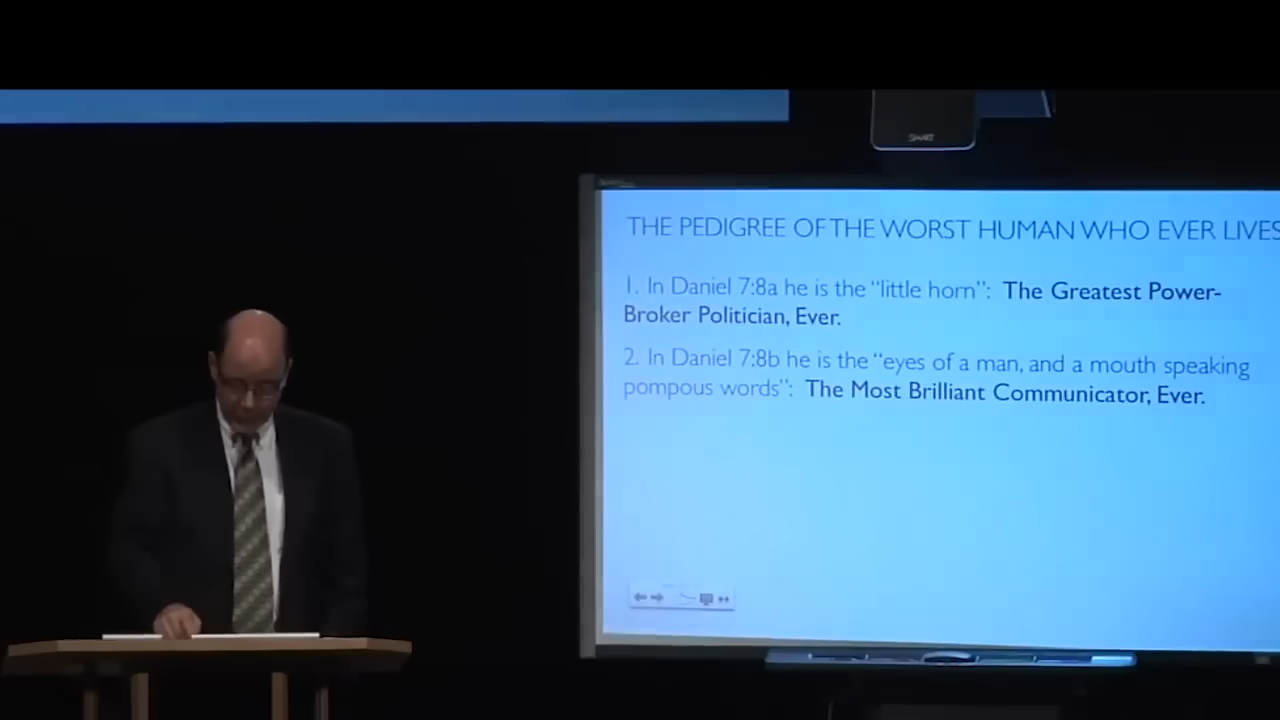 SMART
THE PEDIGREE OF THE WORST HUMAN WHO EVER LIVES
1. In Daniel 7:8a he is the “little horn”: The Greatest Power-
Broker Politician, Ever.
2. In Daniel 7:8b he is the “eyes of a man, and a mouth speaking
pompous words”: The Most Brilliant Communicator, Ever.